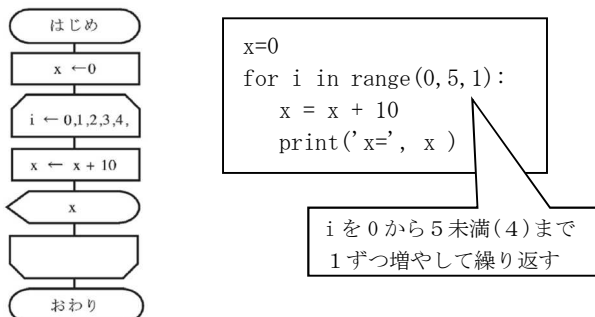 はじめ
x ←0
i ← 0,1,2,3,4,
x ← x + 10
x
おわり
x=0
for i in range(0,5,1):
x = x + 10
print('x=', x )
iを0から5未満(4)まで
1ずつ増やして繰り返す